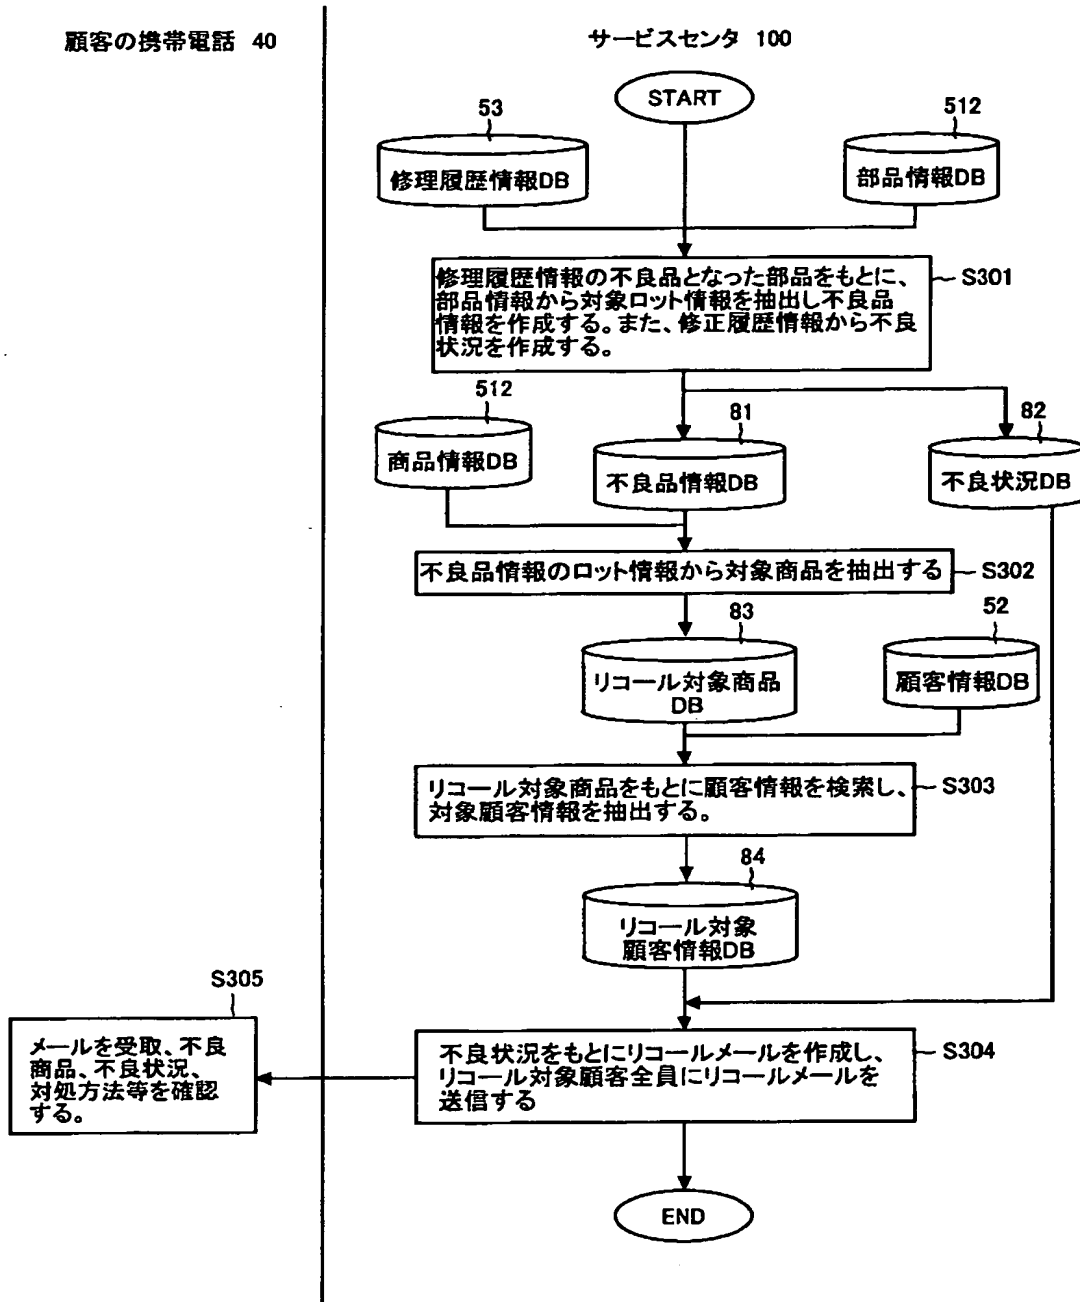 顧客の携帯電話 40
サービスセンタ 100
START
53
修理履歴情報DB
512
部品情報DB
修理履歴情報の不良品となった部品をもとに、
部品情報から対象ロット情報を抽出し不良品
情報を作成する。また、修正履歴情報から不良
状況を作成する。
S301
512
商品情報DB
81
不良品情報DB
82
不良状況DB
不良品情報のロット情報から対象商品を抽出する
S302
83
リコール対象商品
DB
52
顧客情報DB
リコール対象商品をもとに顧客情報を検索し、
対象顧客情報を抽出する。
S303
84
リコール対象
顧客情報DB
不良状況をもとにリコールメールを作成し、
リコール対象顧客全員にリコールメールを
送信する
S304
S305
メールを受取、不良
商品、不良状況、
対処方法等を確認
する。
END